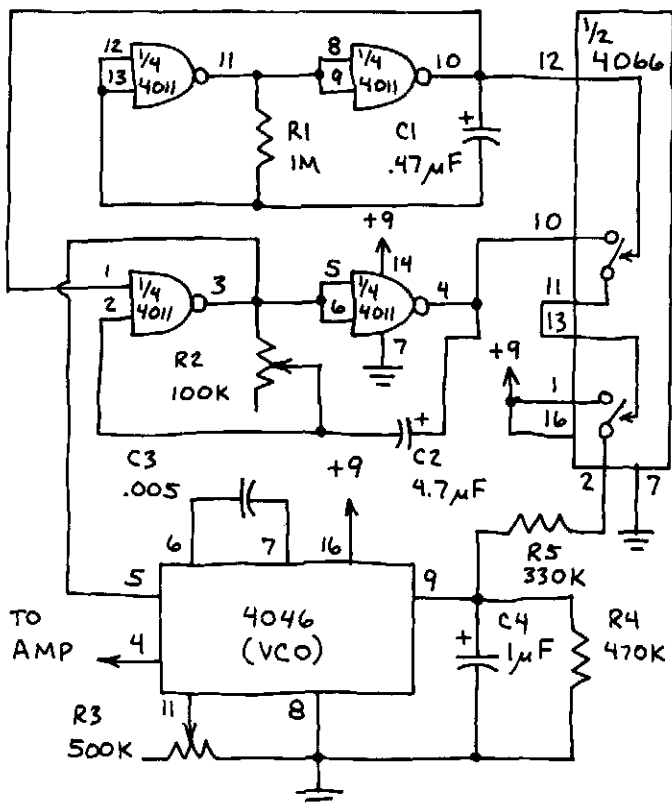 12
13
1/4
4011
11
8
9
1/4
4011
10
12
1/2
4066
R1
1M
C1
+
.47µF
+9
10
1
2
1/4
4011
3
5
6
1/4
4011
14
4
7
11
13
R2
100K
+9
1
16
C3
.005
+
C2
4.7µF
+9
2
7
6
7
16
R5
330K
5
4046
(VCO)
9
TO
AMP
4
+
C4
1µF
R4
470K
11
8
R3
500K